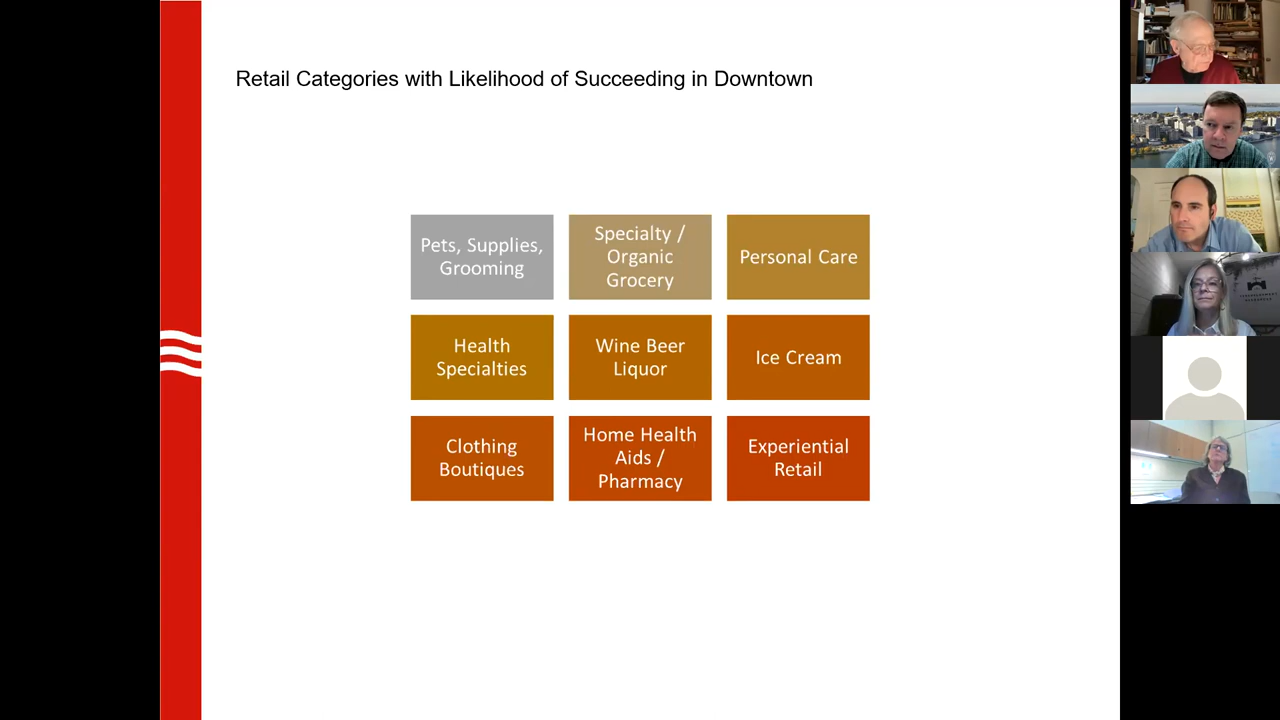 Retail Categories with Likelihood of Succeeding in Downtown
Pets, Supplies,
Grooming
Specialty /
Organic
Grocery
Personal Care
Health
Specialties
Wine Beer
Liquor
Ice Cream
Clothing
Boutiques
Home Health
Aids /
Pharmacy
Experiential
Retail